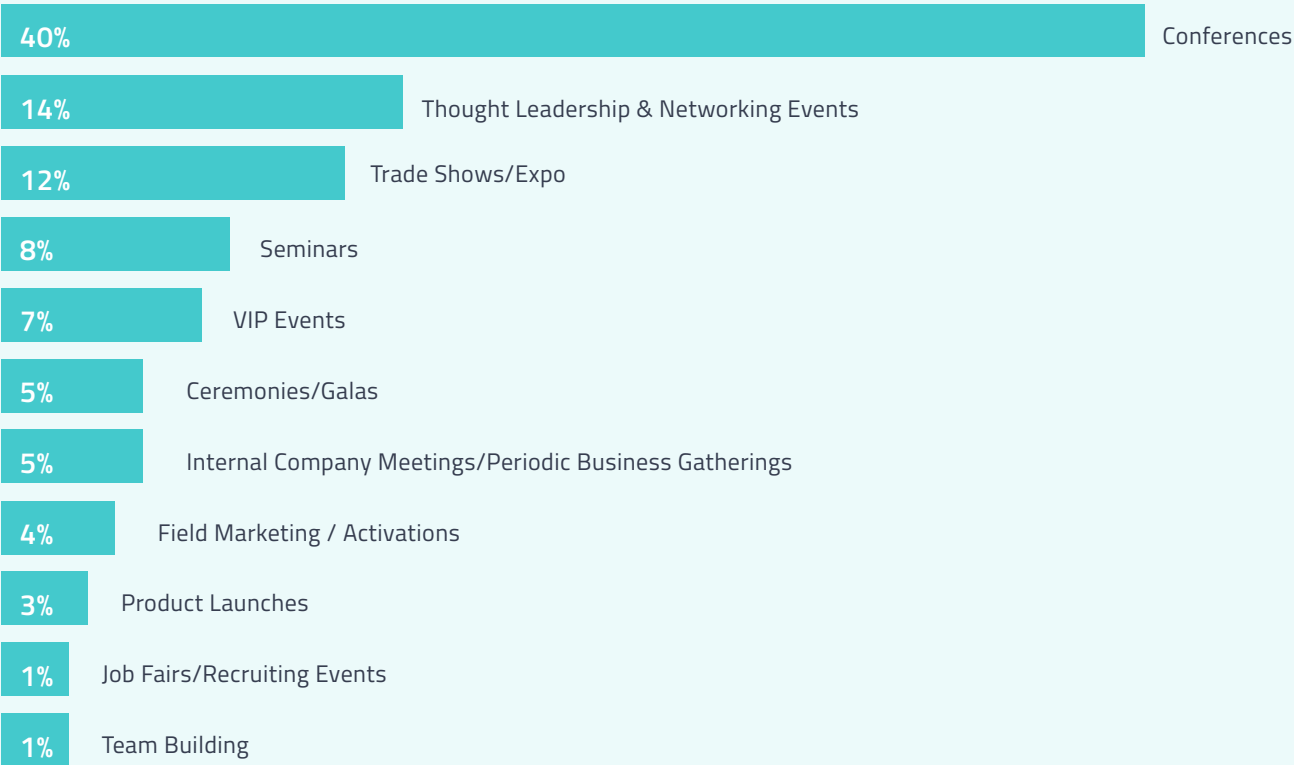 40% Conferences
14% Thought Leadership & Networking Events
12% Trade Shows/Expo
8% Seminars
7% VIP Events
5% Ceremonies/Galas
5% Internal Company Meetings/Periodic Business Gatherings
4% Field Marketing / Activations
3% Product Launches
1% Job Fairs/Recruiting Events
1% Team Building